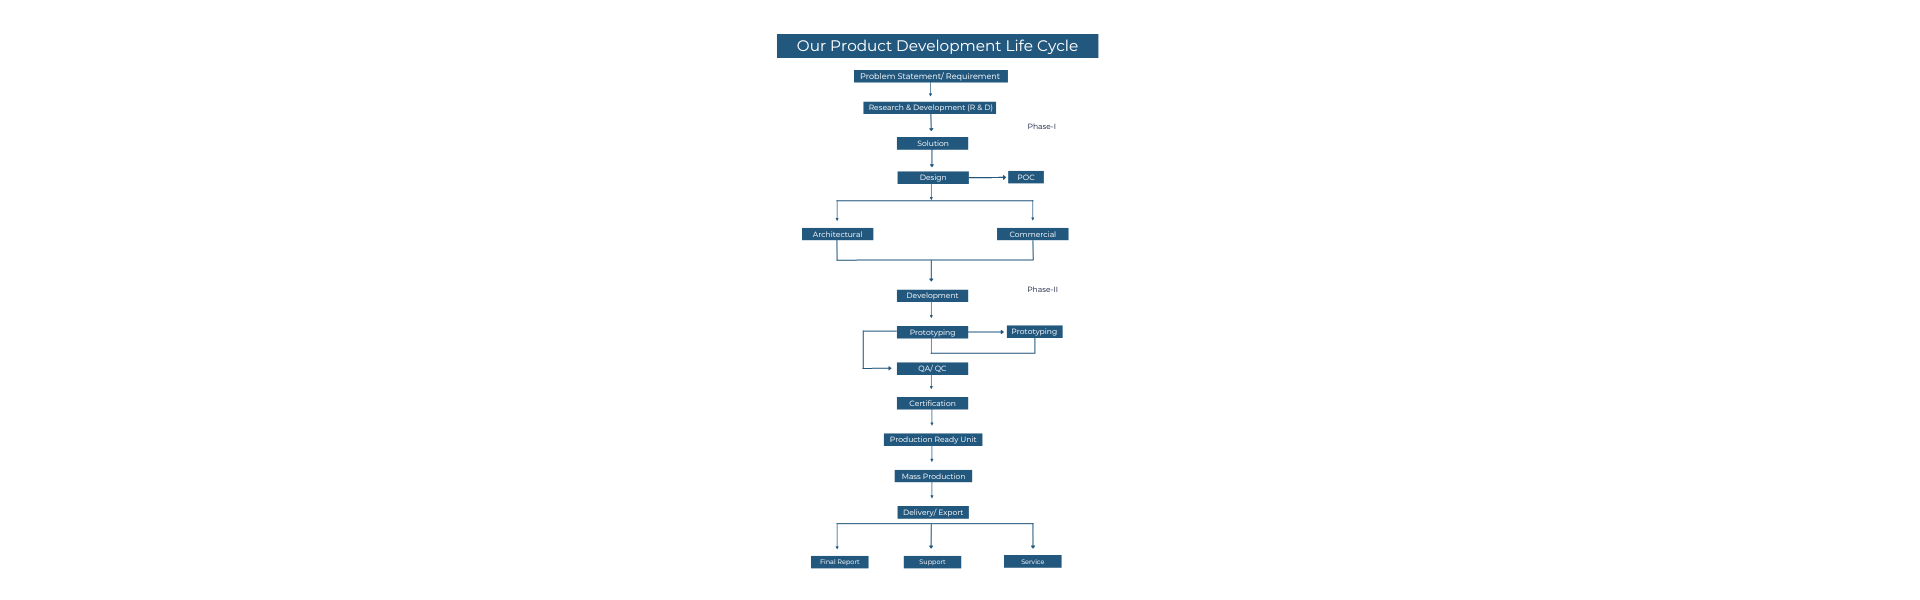 Our Product Development Life Cycle
Problem Statement/ Requirement
Research & Development (R & D)
Phase-I
Solution
Design
POC
Architectural
Commercial
Phase-II
Development
Prototyping
Prototyping
QA/ QC
Certification
Production Ready Unit
Mass Production
Delivery/ Export
Final Report
Support
Service